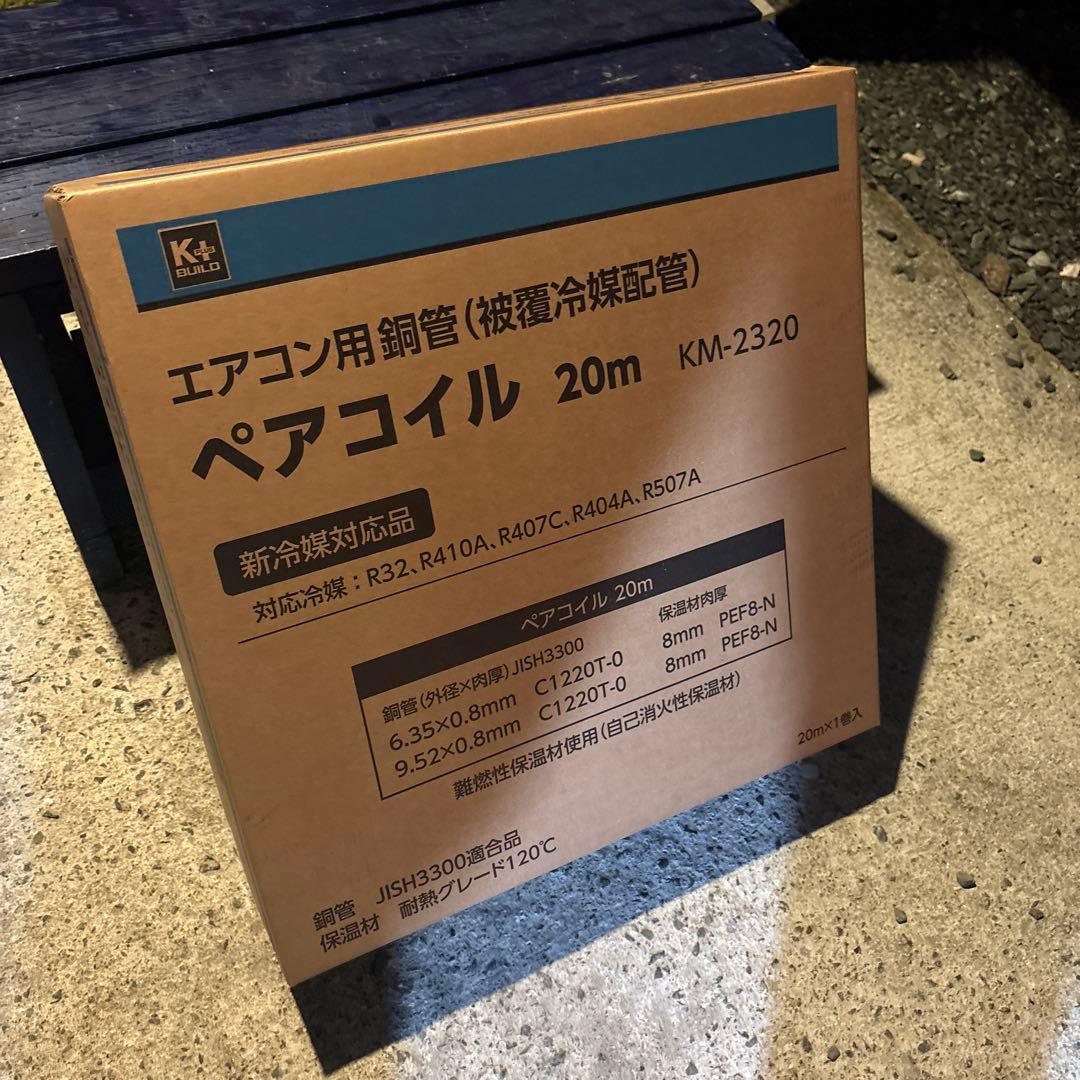 K+
PLUS
BUILD
エアコン用銅管(被覆冷媒配管)
ペアコイル 20m KM-2320
新冷媒対応品
対応冷媒：R32、R410A、R407C、R404A、R507A
ペアコイル 20m
銅管(外径×肉厚)JISH3300 保温材肉厚
6.35×0.8mm C1220T-0 8mm PEF8-N
9.52×0.8mm C1220T-0 8mm PEF8-N
難燃性保温材使用(自己消火性保温材)
20m×1巻入
銅管 JISH3300適合品
保温材 耐熱グレード120℃